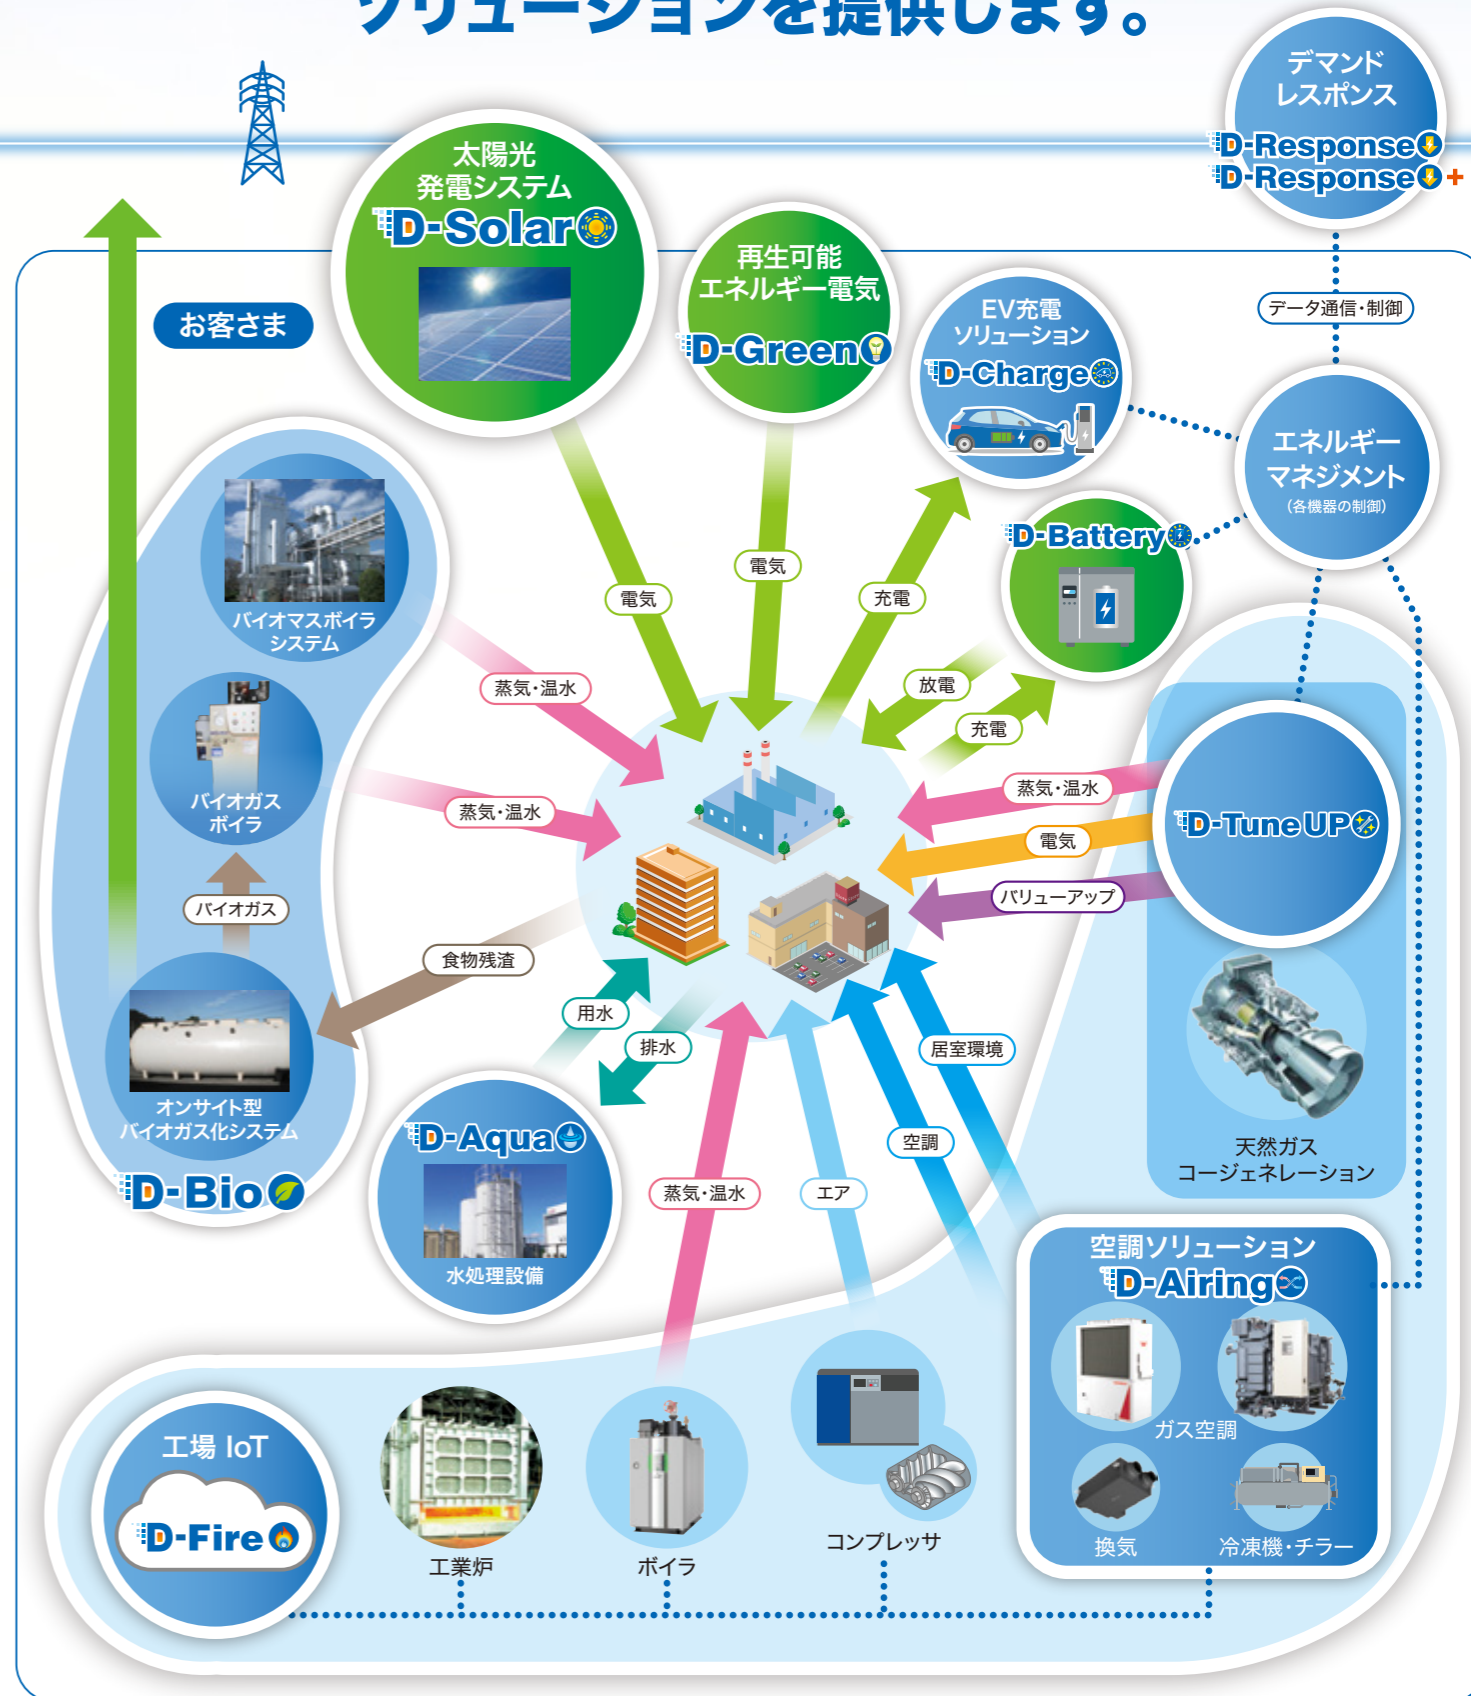 ソリューションを提供します。
デマンド
レスポンス
D-Response
D-Response+
太陽光
発電システム
D-Solar
再生可能
エネルギー電気
D-Green
お客さま
EV充電
ソリューション
D-Charge
データ通信・制御
エネルギー
マネジメント
(各機器の制御)
D-Battery
バイオマスボイラ
システム
電気
電気
充電
放電
充電
蒸気・温水
バイオガス
ボイラ
蒸気・温水
蒸気・温水
電気
バリューアップ
D-TuneUP
バイオガス
食物残渣
用水
排水
居室環境
空調
オンサイト型
バイオガス化システム
D-Bio
D-Aqua
水処理設備
蒸気・温水
エア
天然ガス
コージェネレーション
空調ソリューション
D-Airing
ガス空調
換気
冷凍機・チラー
工場 IoT
D-Fire
工業炉
ボイラ
コンプレッサ